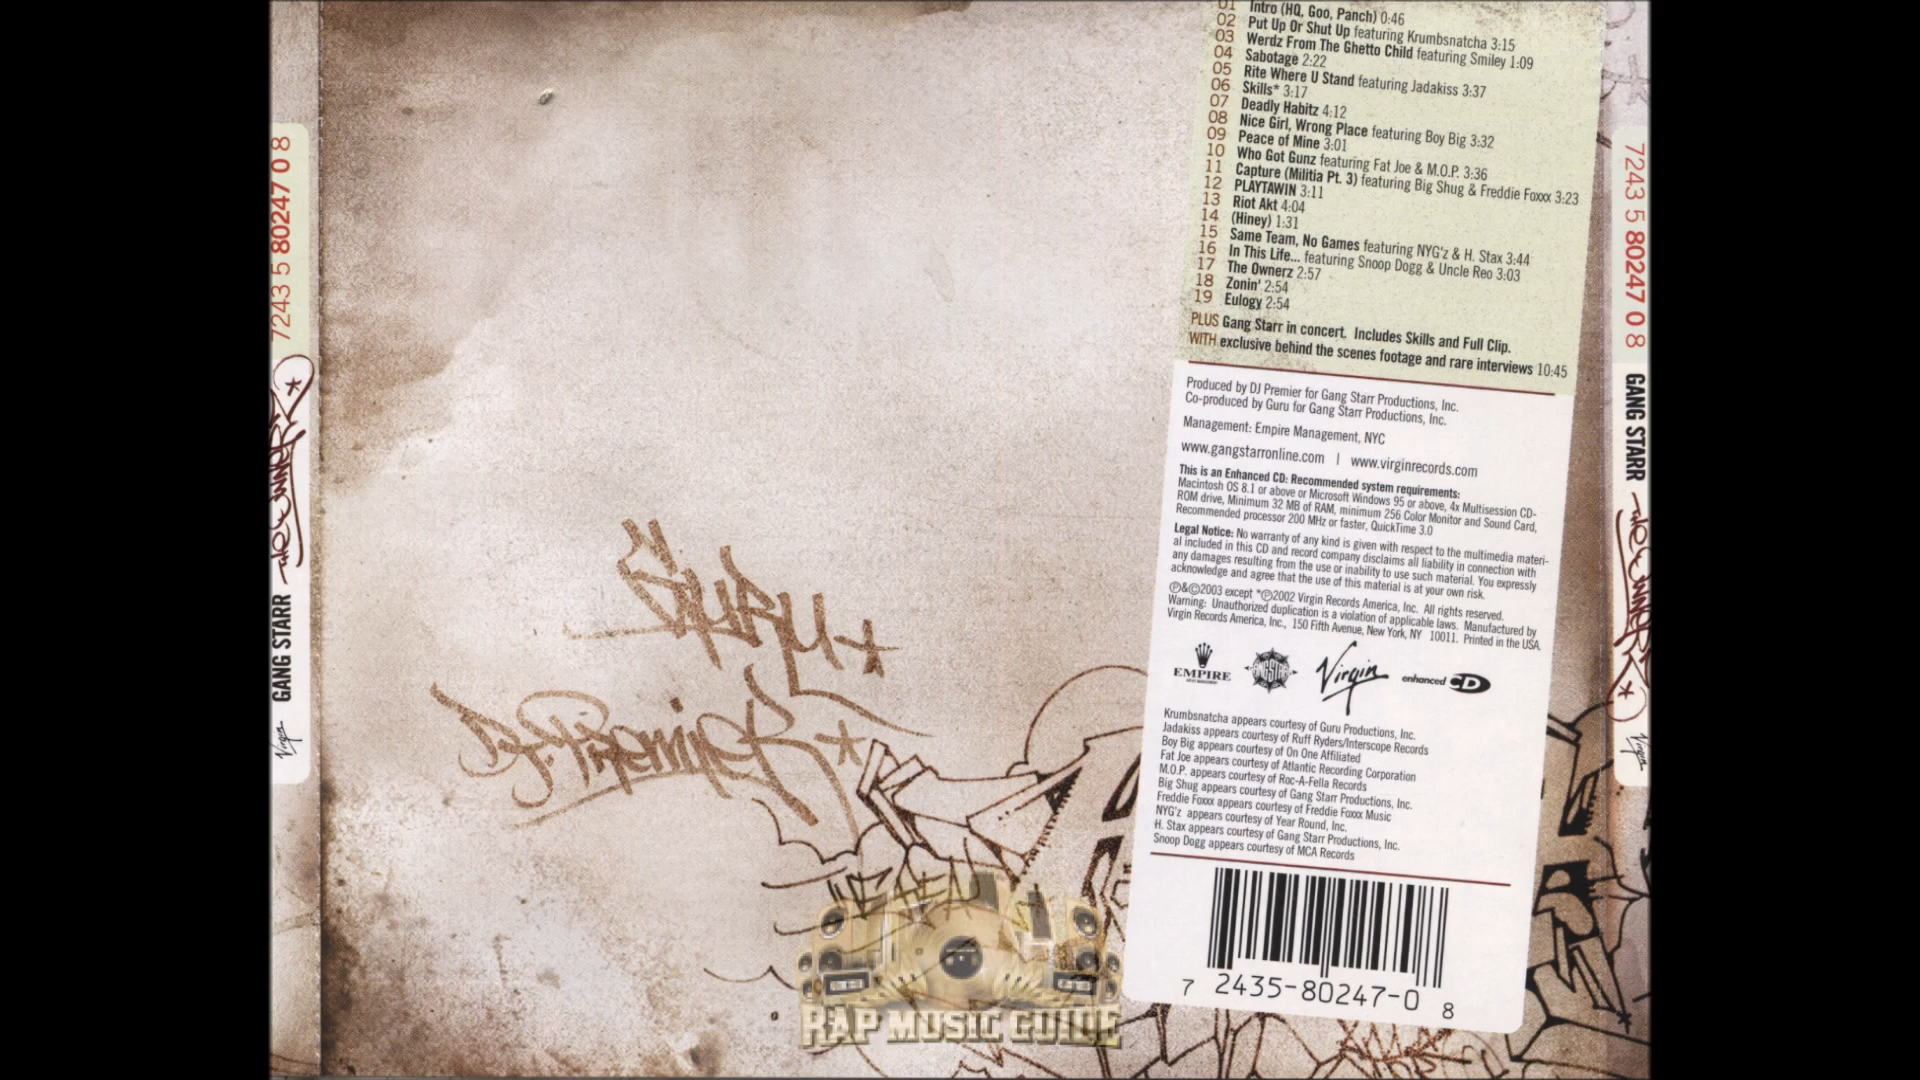 01 Intro (HQ, Goo, Panch) 0:46
02 Put Up Or Shut Up featuring Krumbsnatcha 3:15
03 Werdz From The Ghetto Child featuring Smiley 1:09
04 Sabotage 2:22
05 Rite Where U Stand featuring Jadakiss 3:37
06 Skills* 3:17
07 Deadly Habitz 4:12
08 Nice Girl, Wrong Place featuring Boy Big 3:32
09 Peace of Mine 3:01
10 Who Got Gunz featuring Fat Joe & M.O.P. 3:36
11 Capture (Militia Pt. 3) featuring Big Shug & Freddie Foxxx 3:23
12 PLAYTAWIN 3:11
13 Riot Akt 4:04
14 (Hiney) 1:31
15 Same Team, No Games featuring NYG'z & H. Stax 3:44
16 In This Life... featuring Snoop Dogg & Uncle Reo 3:03
17 The Ownerz 2:57
18 Zonin' 2:54
19 Eulogy 2:54
PLUS Gang Starr in concert. Includes Skills and Full Clip.
WITH exclusive behind the scenes footage and rare interviews 10:45
Produced by DJ Premier for Gang Starr Productions, Inc.
Co-produced by Guru for Gang Starr Productions, Inc.
Management: Empire Management, NYC
www.gangstarronline.com | www.virginrecords.com
This is an Enhanced CD: Recommended system requirements:
Macintosh OS 8.1 or above or Microsoft Windows 95 or above, 4x Multisession CD-
ROM drive, Minimum 32 MB of RAM, minimum 256 Color Monitor and Sound Card,
Recommended processor 200 MHz or faster, QuickTime 3.0
Legal Notice: No warranty of any kind is given with respect to the multimedia materi-
al included in this CD and record company disclaims all liability in connection with
any damages resulting from the use or inability to use such material. You expressly
acknowledge and agree that the use of this material is at your own risk.
℗&©2003 except *℗2002 Virgin Records America, Inc. All rights reserved.
Warning: Unauthorized duplication is a violation of applicable laws. Manufactured by
Virgin Records America, Inc., 150 Fifth Avenue, New York, NY 10011. Printed in the USA.
EMPIRE
GANGSTARR
Virgin
enhanced CD
Krumbsnatcha appears courtesy of Guru Productions, Inc.
Jadakiss appears courtesy of Ruff Ryders/Interscope Records
Boy Big appears courtesy of On One Affiliated
Fat Joe appears courtesy of Atlantic Recording Corporation
M.O.P. appears courtesy of Roc-A-Fella Records
Big Shug appears courtesy of Gang Starr Productions, Inc.
Freddie Foxxx appears courtesy of Freddie Foxxx Music
NYG'z appears courtesy of Year Round, Inc.
H. Stax appears courtesy of Gang Starr Productions, Inc.
Snoop Dogg appears courtesy of MCA Records
7 2435-80247-0 8
Guru
DJ. Premier
RAP MUSIC GUIDE
7243 5 80247 0 8
GANG STARR
The Ownerz
Virgin
7243 5 80247 0 8
GANG STARR
The Ownerz
Virgin